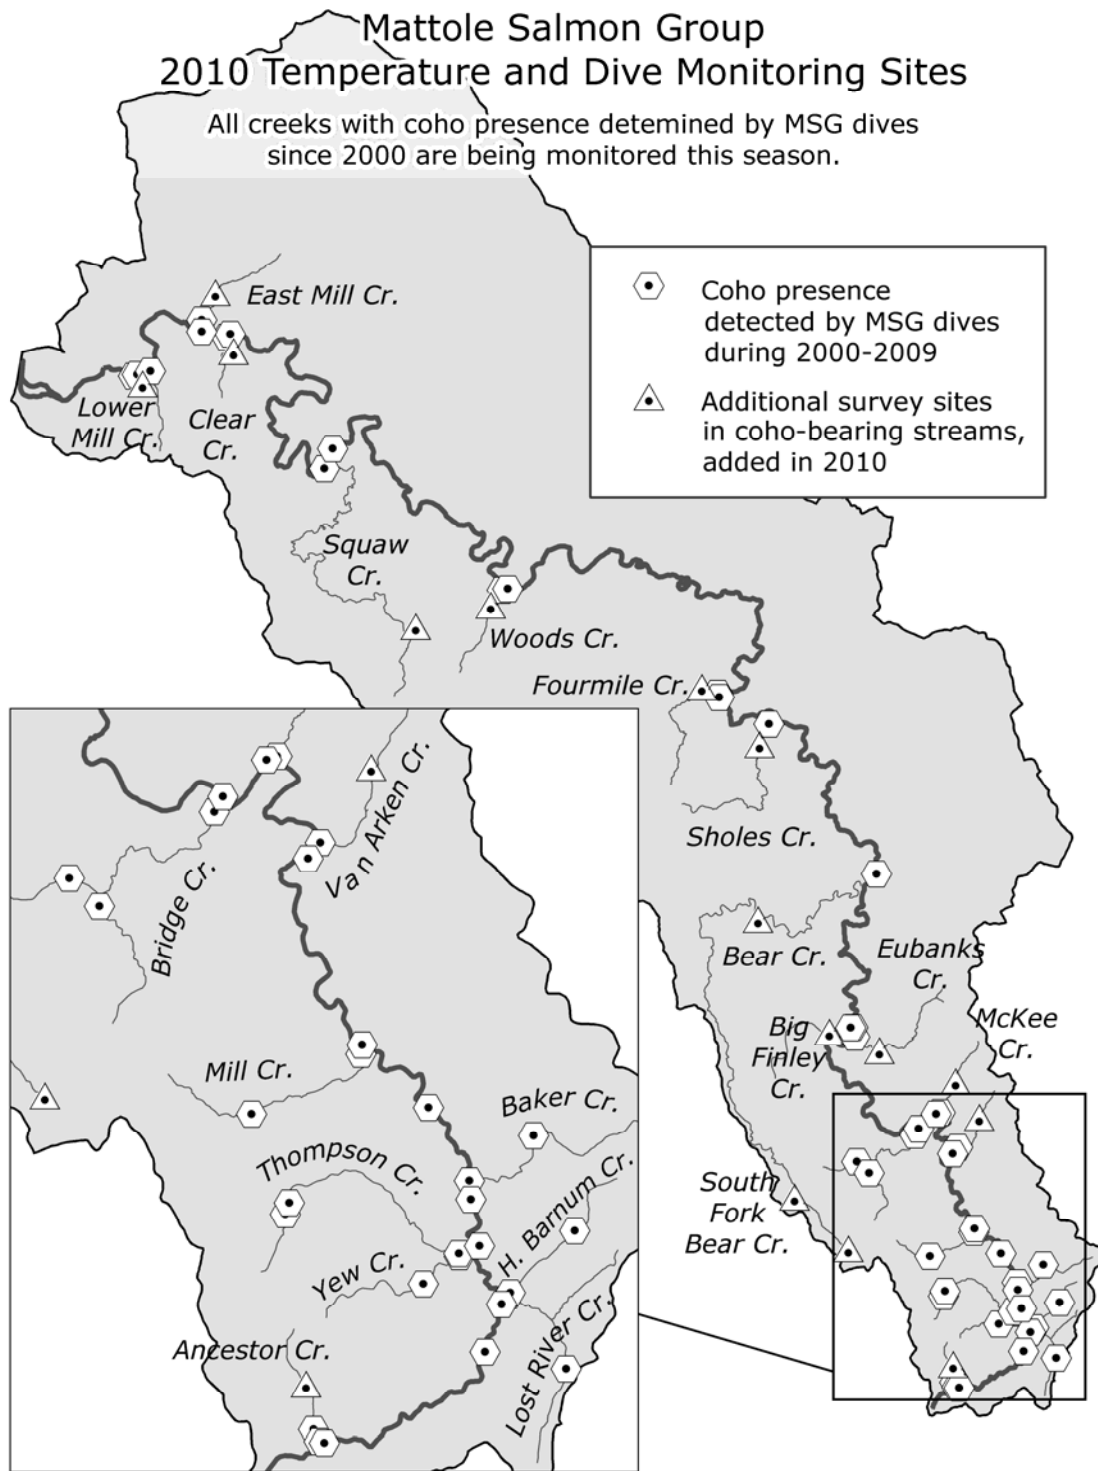 Mattole Salmon Group
2010 Temperature and Dive Monitoring Sites
All creeks with coho presence detemined by MSG dives
since 2000 are being monitored this season.
Coho presence
detected by MSG dives
during 2000-2009
Additional survey sites
in coho-bearing streams,
added in 2010
East Mill Cr.
Lower
Mill Cr.
Clear
Cr.
Squaw
Cr.
Woods Cr.
Fourmile Cr.
Sholes Cr.
Bear Cr.
Eubanks
Cr.
Big
Finley
Cr.
McKee
Cr.
South
Fork
Bear Cr.
Van Arken Cr.
Bridge Cr.
Mill Cr.
Baker Cr.
Thompson Cr.
H. Barnum Cr.
Yew Cr.
Lost River Cr.
Ancestor Cr.